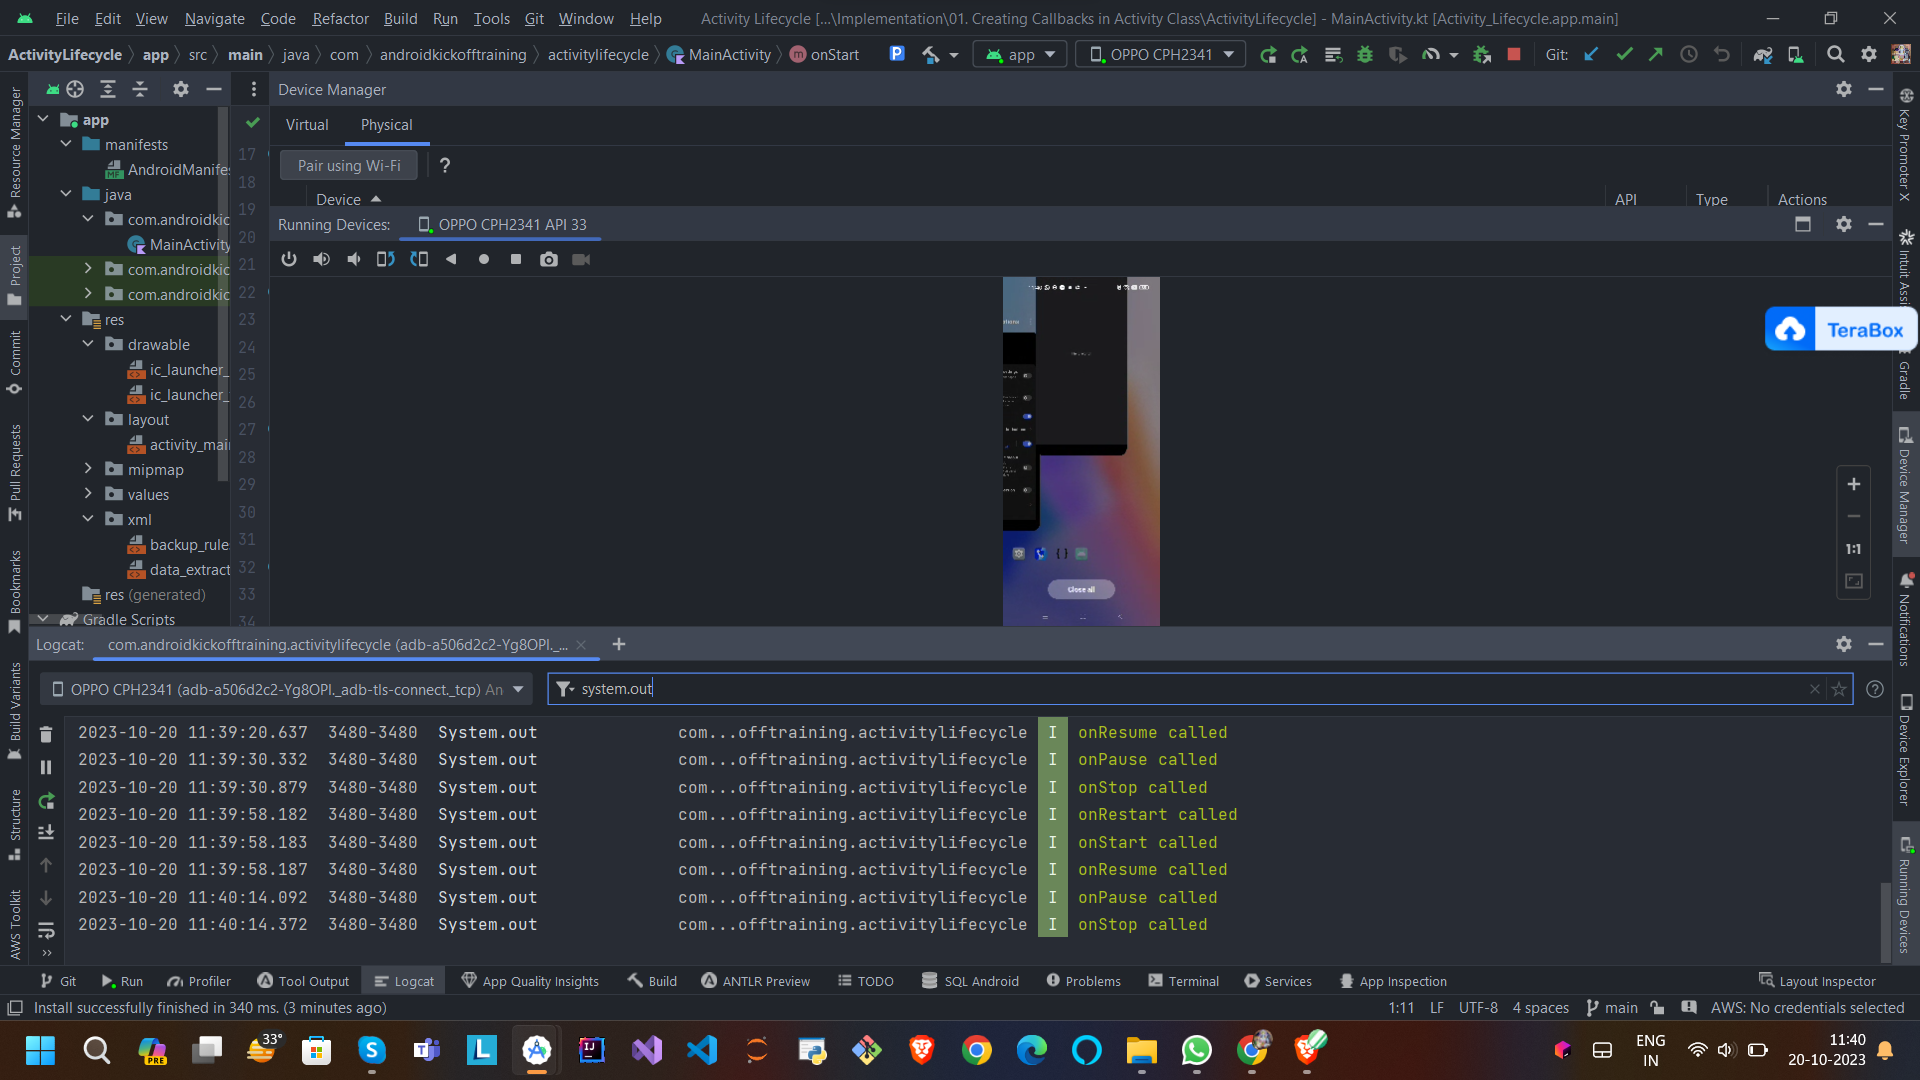 File Edit View Navigate Code Refactor Build Run Tools Git Window Help Activity Lifecycle [...\Implementation\01. Creating Callbacks in Activity Class\ActivityLifecycle] - MainActivity.kt [Activity_Lifecycle.app.main]
ActivityLifecycle app src main java com androidkickofftraining activitylifecycle MainActivity onStart app OPPO CPH2341 Git:
Device Manager
Virtual Physical
Pair using Wi-Fi ?
Device API Type Actions
Running Devices: OPPO CPH2341 API 33
Resource Manager
Project
Commit
Pull Requests
Bookmarks
Build Variants
Structure
AWS Toolkit
app
manifests
AndroidManifes
java
com.androidkic
MainActivity
com.androidkic
com.androidkic
res
drawable
ic_launcher_
ic_launcher_
layout
activity_mai
mipmap
values
xml
backup_rule
data_extract
res (generated)
Gradle Scripts
17
18
19
20
21
22
23
24
25
26
27
28
29
30
31
32
33
34
Close all
1:1
TeraBox
Key Promoter X
Intuit Assi
Gradle
Device Manager
Notifications
Device Explorer
Running Devices
Logcat: com.androidkickofftraining.activitylifecycle (adb-a506d2c2-Yg8OPl._...
OPPO CPH2341 (adb-a506d2c2-Yg8OPl._adb-tls-connect._tcp) An system.out
2023-10-20 11:39:20.637 3480-3480 System.out com...offtraining.activitylifecycle I onResume called
2023-10-20 11:39:30.332 3480-3480 System.out com...offtraining.activitylifecycle I onPause called
2023-10-20 11:39:30.879 3480-3480 System.out com...offtraining.activitylifecycle I onStop called
2023-10-20 11:39:58.182 3480-3480 System.out com...offtraining.activitylifecycle I onRestart called
2023-10-20 11:39:58.183 3480-3480 System.out com...offtraining.activitylifecycle I onStart called
2023-10-20 11:39:58.187 3480-3480 System.out com...offtraining.activitylifecycle I onResume called
2023-10-20 11:40:14.092 3480-3480 System.out com...offtraining.activitylifecycle I onPause called
2023-10-20 11:40:14.372 3480-3480 System.out com...offtraining.activitylifecycle I onStop called
Git Run Profiler Tool Output Logcat App Quality Insights Build ANTLR Preview TODO SQL Android Problems Terminal Services App Inspection Layout Inspector
Install successfully finished in 340 ms. (3 minutes ago) 1:11 LF UTF-8 4 spaces main AWS: No credentials selected
PRE 33° ENG 11:40
IN 20-10-2023